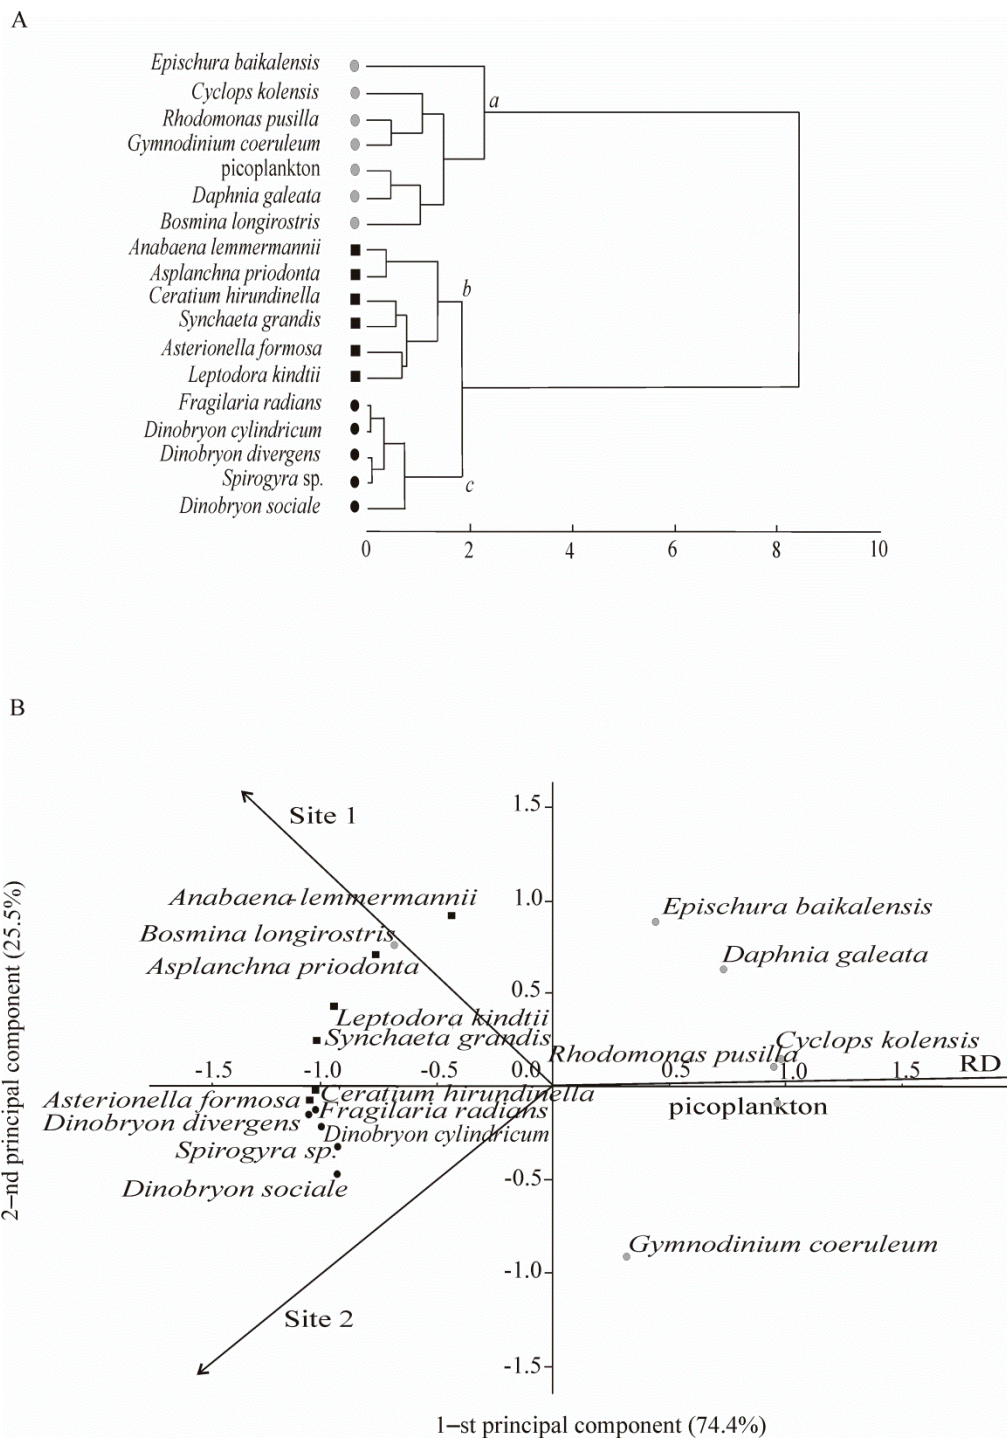 A
Epischura baikalensis
Cyclops kolensis
a
Rhodomonas pusilla
Gymnodinium coeruleum
picoplankton
Daphnia galeata
Bosmina longirostris
Anabaena lemmermannii
Asplanchna priodonta
Ceratium hirundinella
b
Synchaeta grandis
Asterionella formosa
Leptodora kindtii
Fragilaria radians
Dinobryon cylindricum
Dinobryon divergens
Spirogyra sp.
c
Dinobryon sociale
0 2 4 6 8 10
B
1.5
Site 1
Anabaena lemmermannii
1.0
Epischura baikalensis
Bosmina longirostris
Daphnia galeata
Asplanchna priodonta
0.5
Leptodora kindtii
Synchaeta grandis
Cyclops kolensis
Rhodomonas pusilla
RD
-1.5 -1.0 -0.5 0.0 0.5 1.0 1.5
Ceratium hirundinella
Asterionella formosa
picoplankton
Fragilaria radians
Dinobryon divergens
Dinobryon cylindricum
Spirogyra sp.
-0.5
Dinobryon sociale
Gymnodinium coeruleum
-1.0
Site 2
-1.5
2–nd principal component (25.5%)
1–st principal component (74.4%)